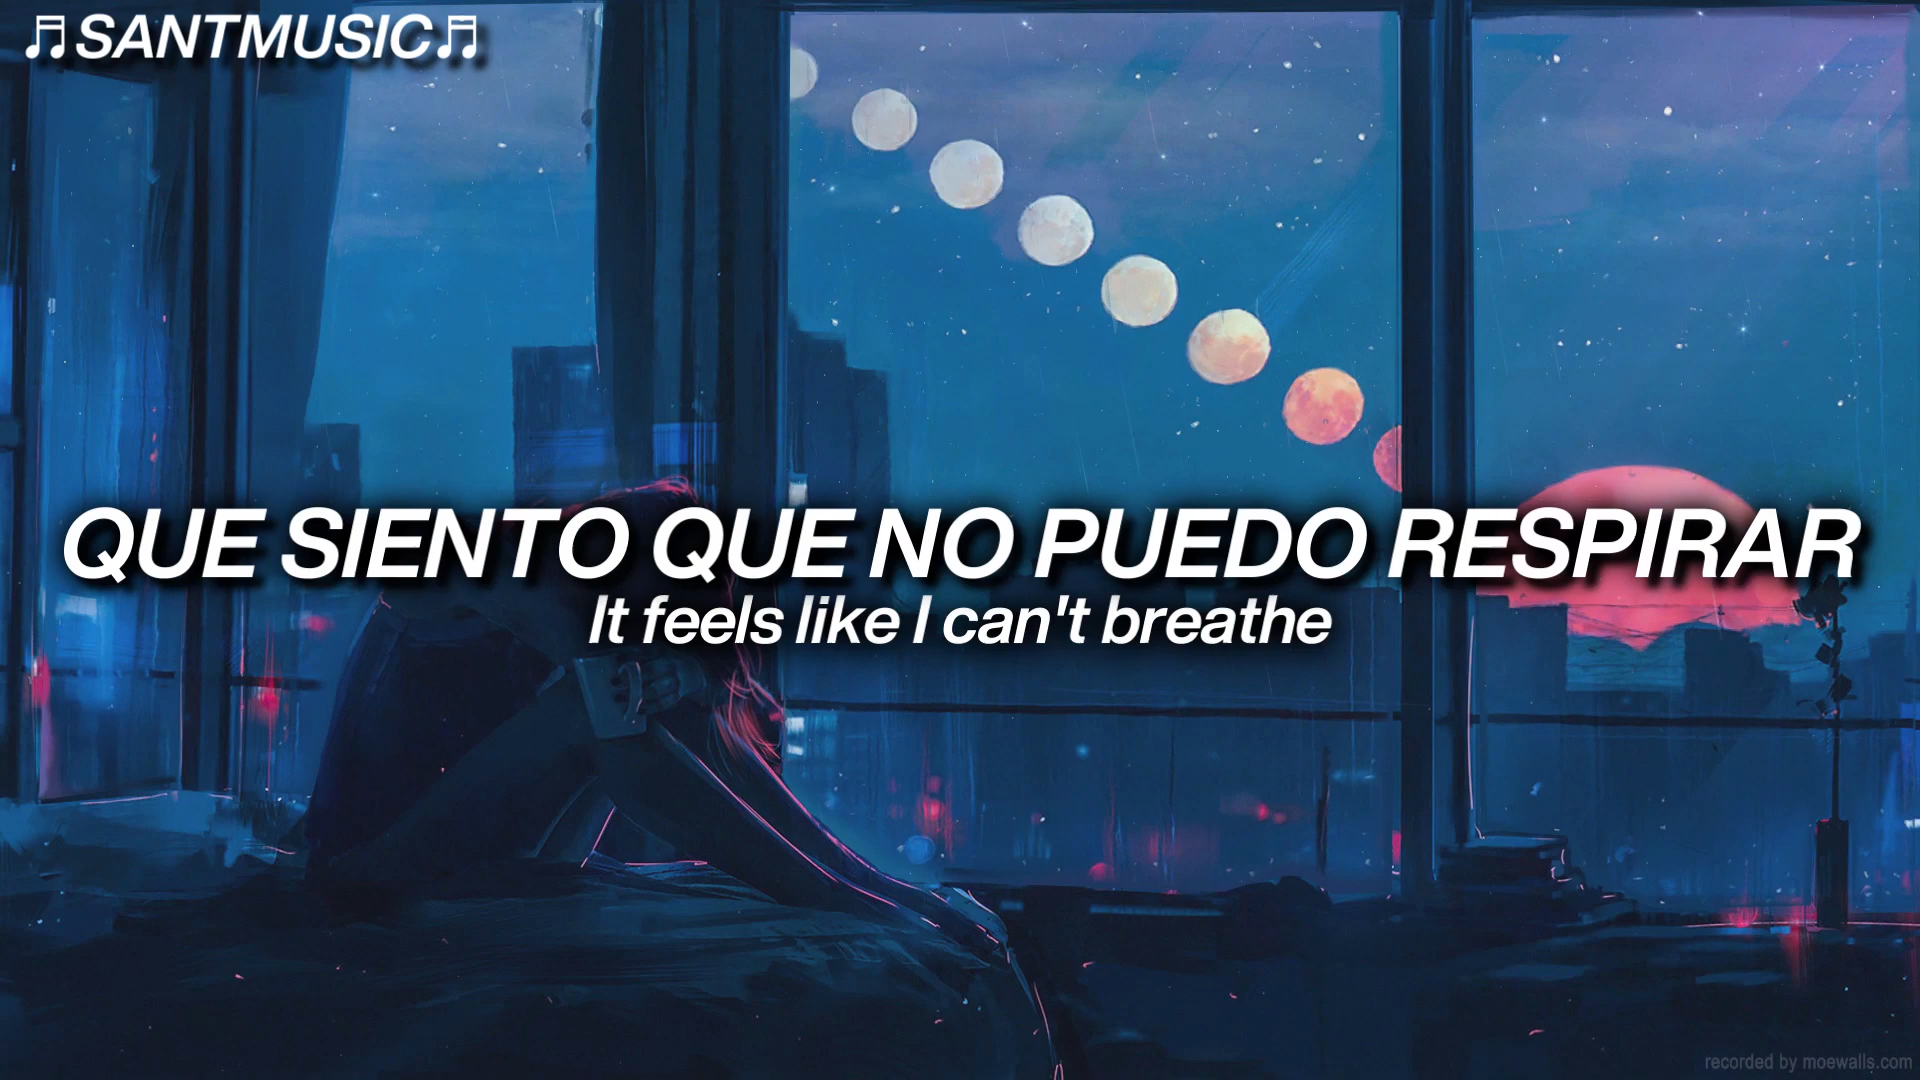 ♫SANTMUSIC♫
QUE SIENTO QUE NO PUEDO RESPIRAR
It feels like I can't breathe
recorded by moewalls.com